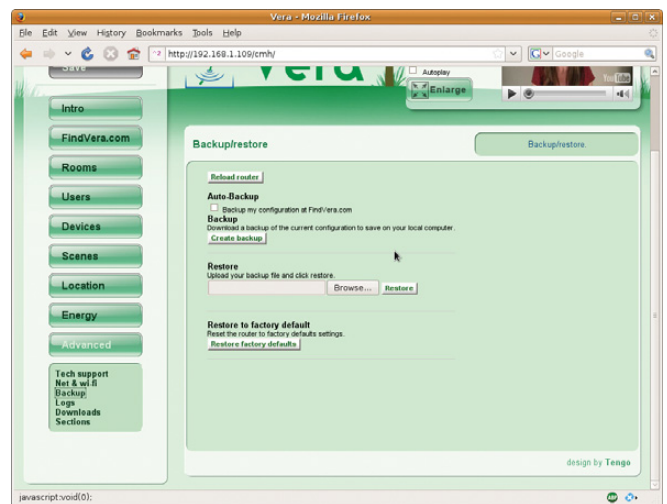 Vera - Mozilla Firefox
File Edit View History Bookmarks Tools Help
http://192.168.1.109/cmh/
Google
Save
Vera
Autoplay
Enlarge
You Tube
Intro
FindVera.com
Rooms
Users
Devices
Scenes
Location
Energy
Advanced
Tech support
Net & wi.fi
Backup
Logs
Downloads
Sections
Backup/restore
Backup/restore.
Reload router
Auto-Backup
Backup my configuration at FindVera.com
Backup
Download a backup of the current configuration to save on your local computer.
Create backup
Restore
Upload your backup file and click restore.
Browse... Restore
Restore to factory default
Reset the router to factory defaults settings.
Restore factory defaults
design by Tengo
javascript:void(0);
ABP